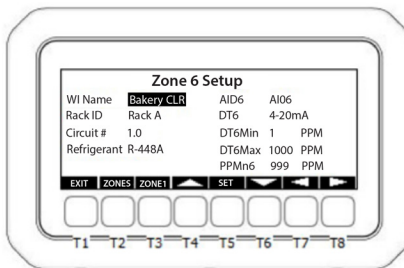 Zone 6 Setup
WI Name Bakery CLR AID6 AI06
Rack ID Rack A DT6 4-20mA
Circuit # 1.0 DT6Min 1 PPM
Refrigerant R-448A DT6Max 1000 PPM
PPMn6 999 PPM
EXIT ZONES ZONE1 SET
T1 T2 T3 T4 T5 T6 T7 T8